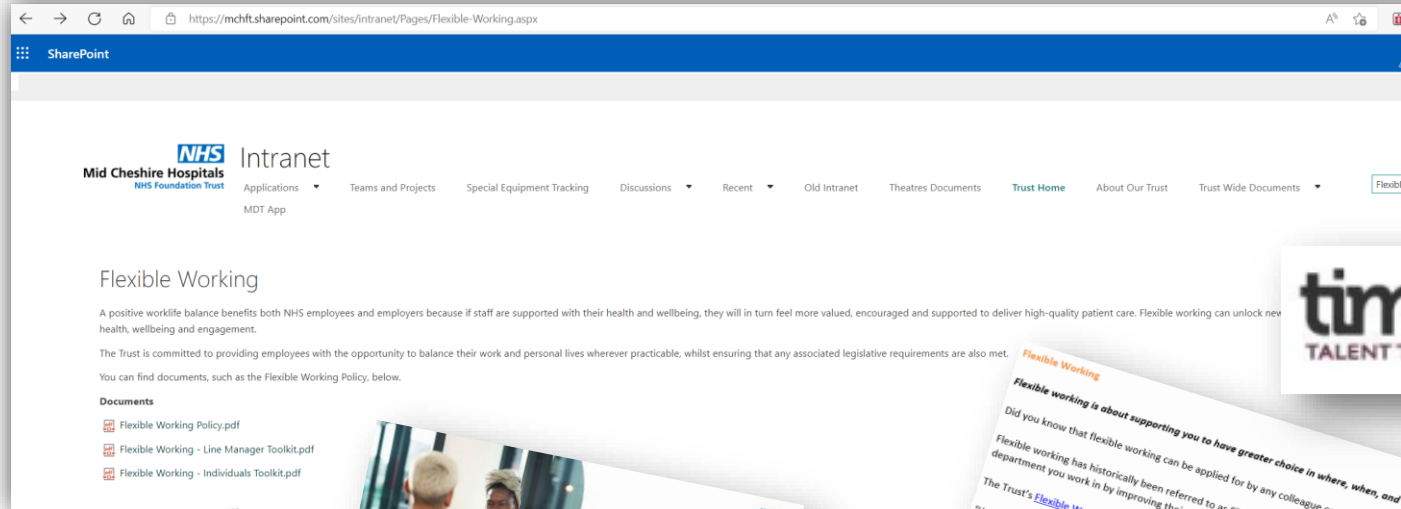 https://mchft.sharepoint.com/sites/intranet/Pages/Flexible-Working.aspx
SharePoint
NHS
Mid Cheshire Hospitals
NHS Foundation Trust
Intranet
Applications Teams and Projects Special Equipment Tracking Discussions Recent Old Intranet Theatres Documents Trust Home About Our Trust Trust Wide Documents
MDT App
Flexible Working
A positive worklife balance benefits both NHS employees and employers because if staff are supported with their health and wellbeing, they will in turn feel more valued, encouraged and supported to deliver high-quality patient care. Flexible working can unlock new
health, wellbeing and engagement.
The Trust is committed to providing employees with the opportunity to balance their work and personal lives wherever practicable, whilst ensuring that any associated legislative requirements are also met.
You can find documents, such as the Flexible Working Policy, below.
Documents
Flexible Working Policy.pdf
Flexible Working - Line Manager Toolkit.pdf
Flexible Working - Individuals Toolkit.pdf
TALENT
Flexible Working
Flexible working is about supporting you to have greater choice in where, when, and
Did you know that flexible working can be applied for by any colleague
Flexible working has historically been referred to as
department you work in by improving
The Trust's Flexible